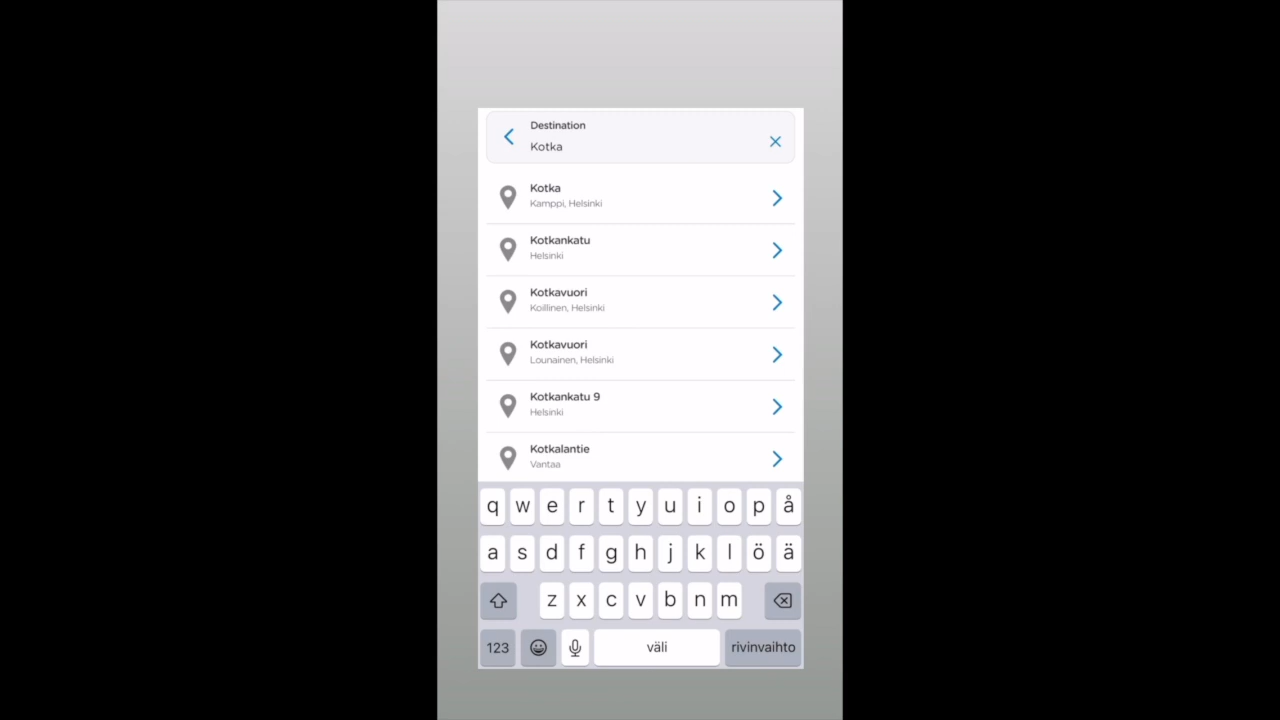 Destination
Kotka
Kotka
Kamppi, Helsinki
Kotkankatu
Helsinki
Kotkavuori
Koillinen, Helsinki
Kotkavuori
Lounainen, Helsinki
Kotkankatu 9
Helsinki
Kotkalantie
Vantaa
q w e r t y u i o p å
a s d f g h j k l ö ä
z x c v b n m
123 väli rivinvaihto